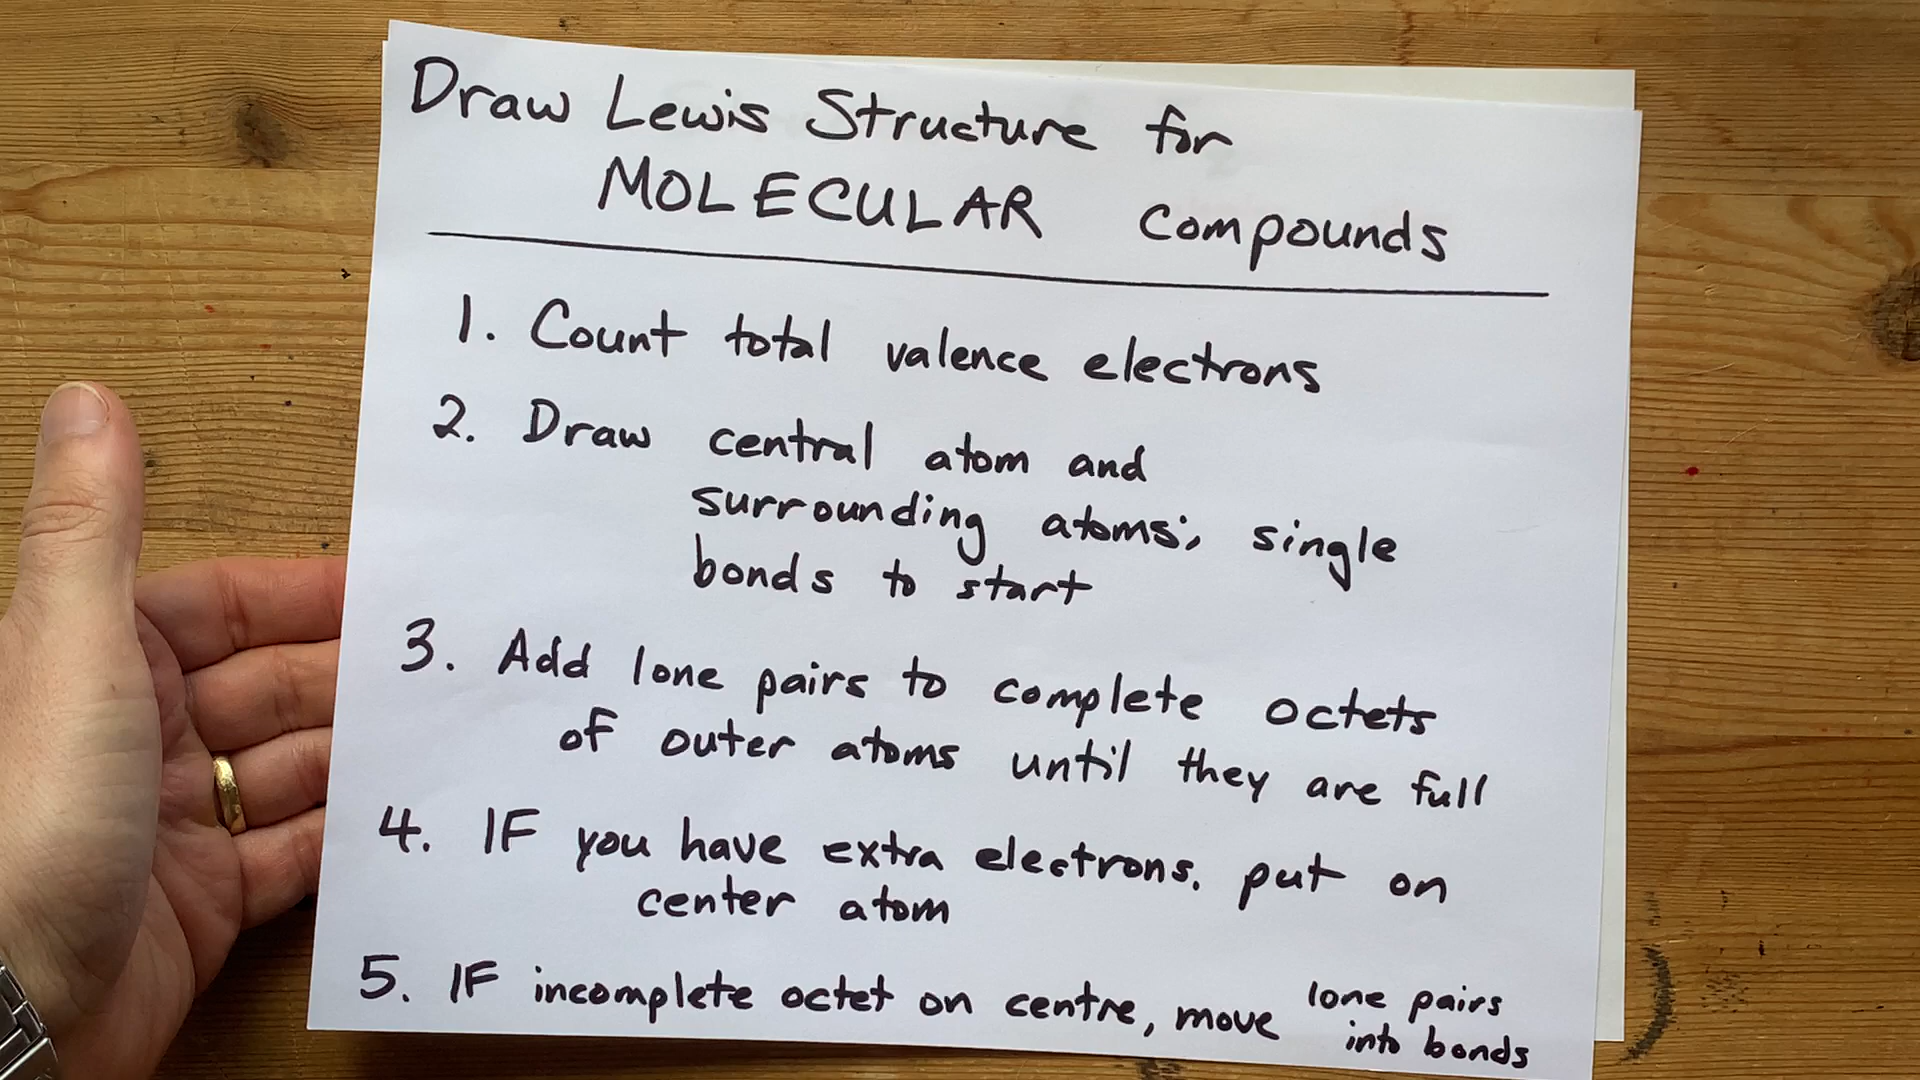 Draw Lewis Structure for
MOLECULAR compounds
1. Count total valence electrons
2. Draw central atom and
surrounding atoms; single
bonds to start
3. Add lone pairs to complete octets
of outer atoms until they are full
4. IF you have extra electrons. put on
center atom
5. IF incomplete octet on centre, move lone pairs
into bonds